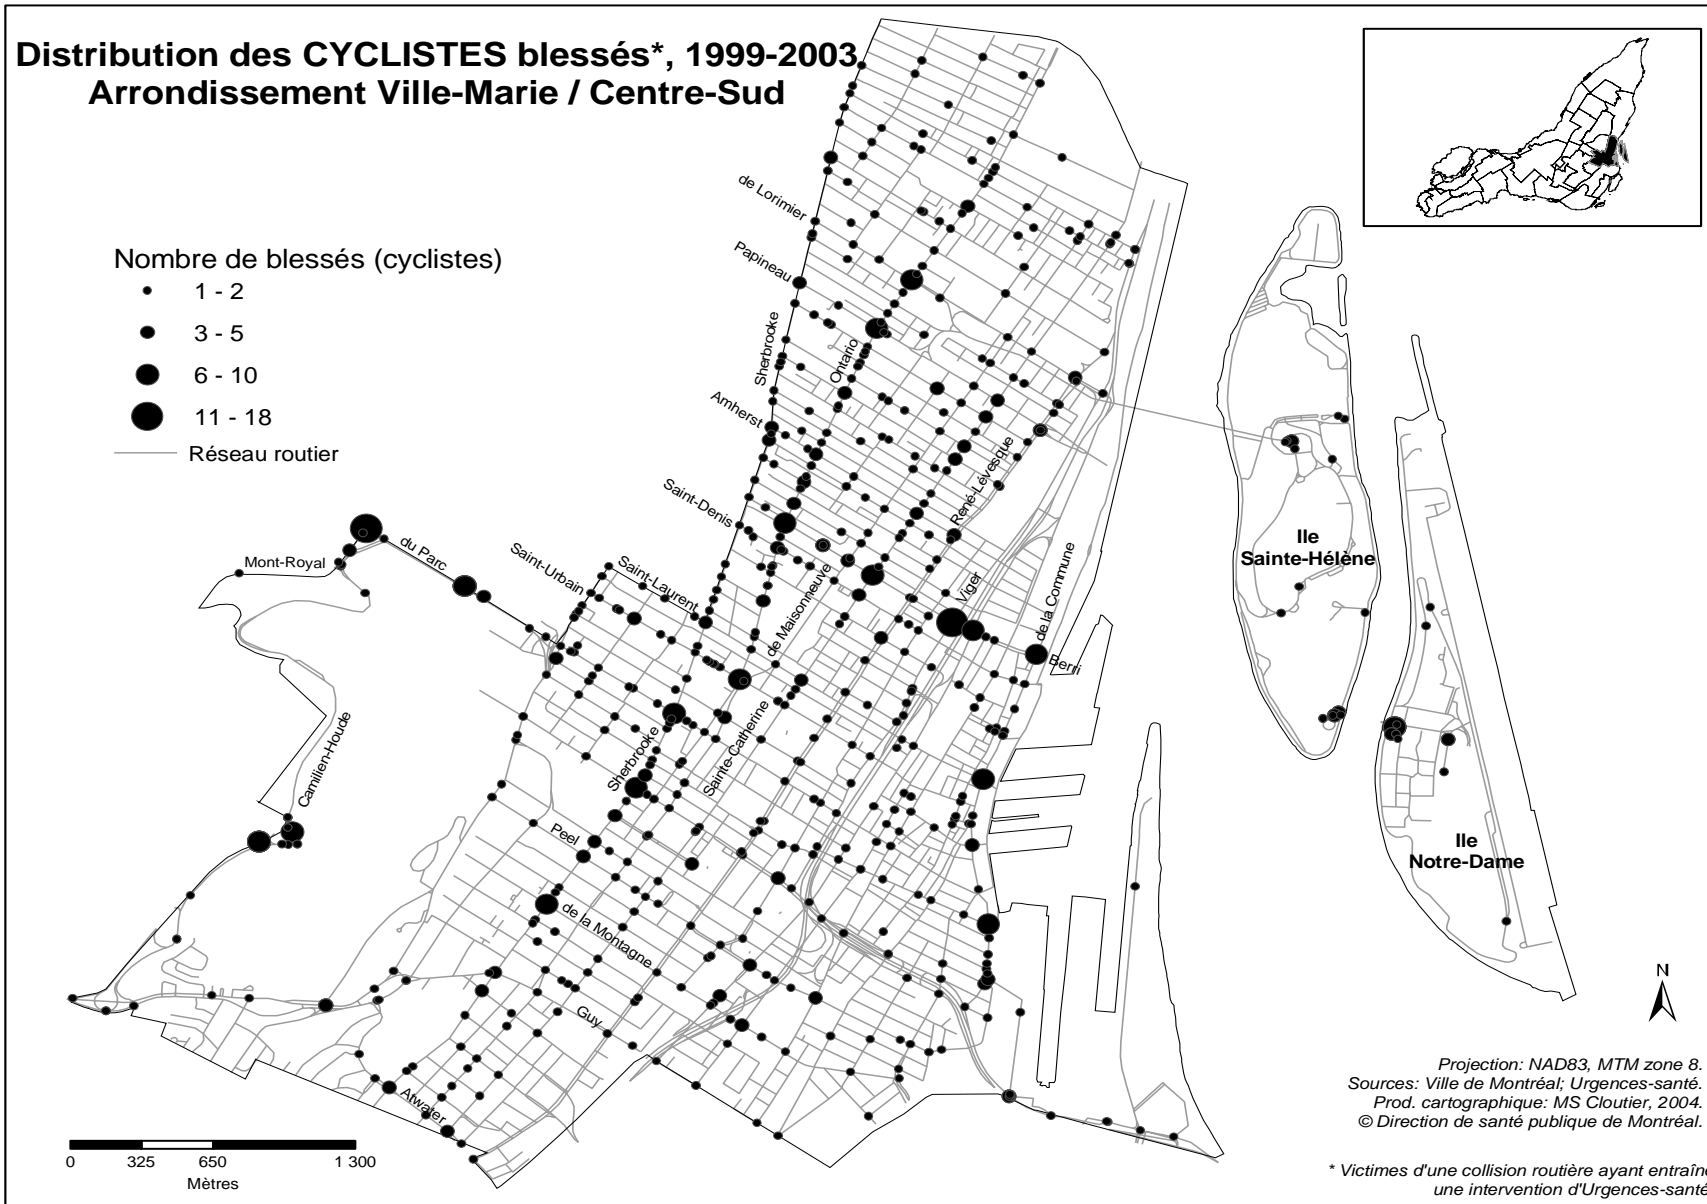 Distribution des CYCLISTES blessés*, 1999-2003
Arrondissement Ville-Marie / Centre-Sud
Nombre de blessés (cyclistes)
1 - 2
3 - 5
6 - 10
11 - 18
Réseau routier
de Lorimier
Papineau
Sherbrooke
Ontario
Amherst
Saint-Denis
René-Lévesque
Saint-Laurent
Saint-Urbain
du Parc
Mont-Royal
de Maisonneuve
Viger
de la Commune
Berri
Camilien-Houde
Sherbrooke
Sainte-Catherine
Peel
de la Montagne
Guy
Atwater
Ile
Sainte-Hélène
Ile
Notre-Dame
N
0 325 650 1 300
Mètres
Projection: NAD83, MTM zone 8.
Sources: Ville de Montréal; Urgences-santé.
Prod. cartographique: MS Cloutier, 2004.
© Direction de santé publique de Montréal.
* Victimes d'une collision routière ayant entraîné
une intervention d'Urgences-santé